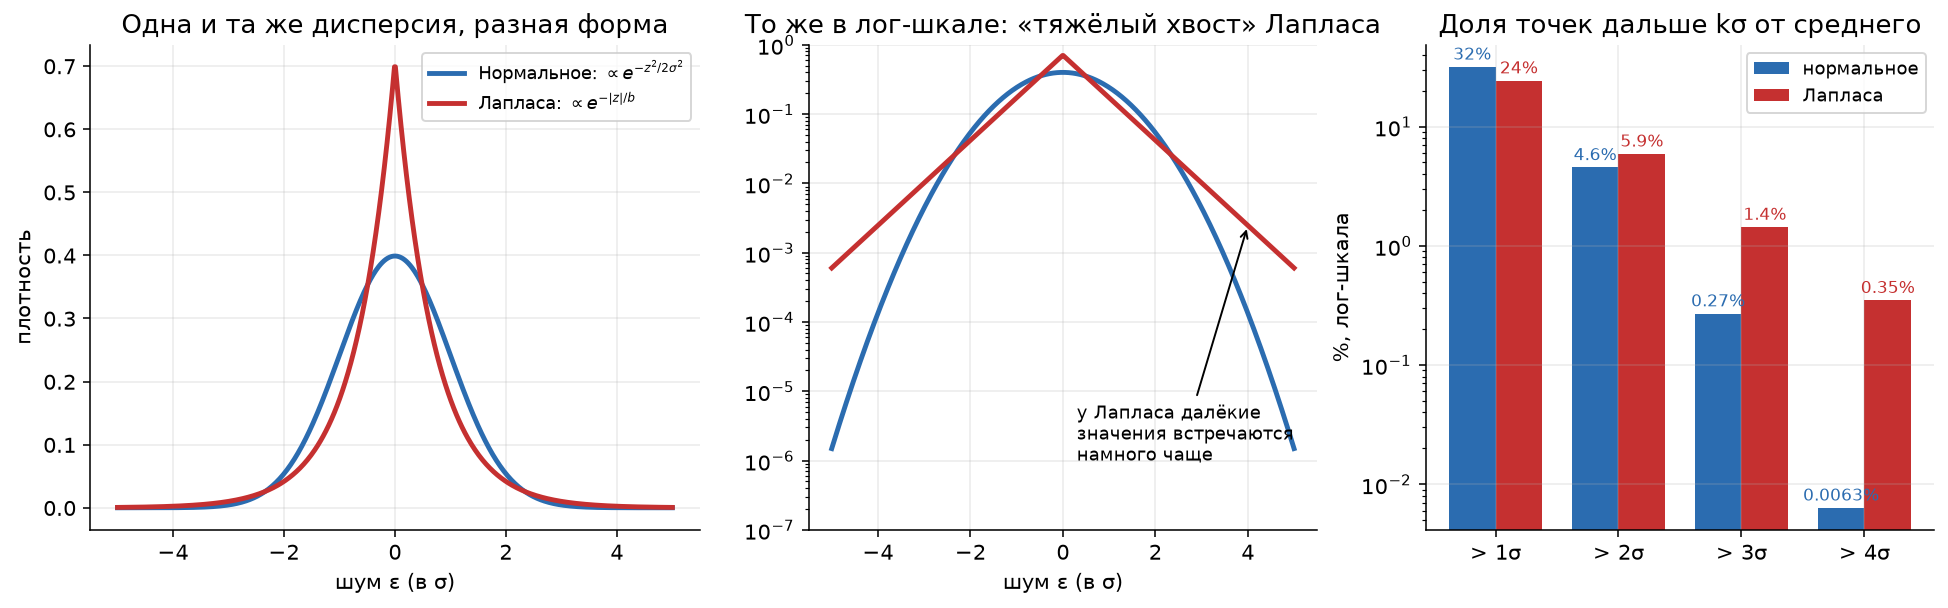 Одна и та же дисперсия, разная форма
плотность
0.7
0.6
0.5
0.4
0.3
0.2
0.1
0.0
Нормальное: ∝ e^{−z²/2σ²}
Лапласа: ∝ e^{−|z|/b}
−4 −2 0 2 4
шум ε (в σ)
То же в лог-шкале: «тяжёлый хвост» Лапласа
10⁰
10⁻¹
10⁻²
10⁻³
10⁻⁴
10⁻⁵
10⁻⁶
10⁻⁷
у Лапласа далёкие
значения встречаются
намного чаще
−4 −2 0 2 4
шум ε (в σ)
Доля точек дальше kσ от среднего
%, лог-шкала
10¹
10⁰
10⁻¹
10⁻²
нормальное
Лапласа
32%
24%
4.6%
5.9%
0.27%
1.4%
0.0063%
0.35%
> 1σ > 2σ > 3σ > 4σ